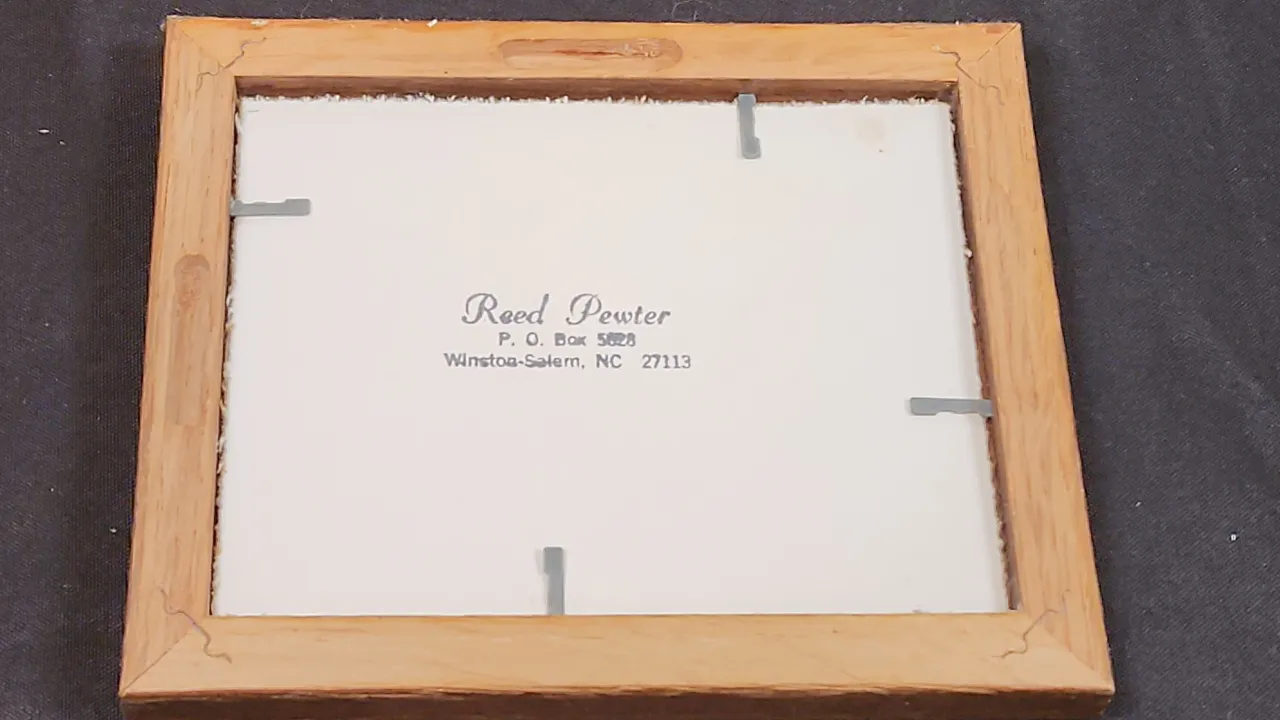 Reed Pewter
P. O. Box 5828
Winston-Salem, NC 27113